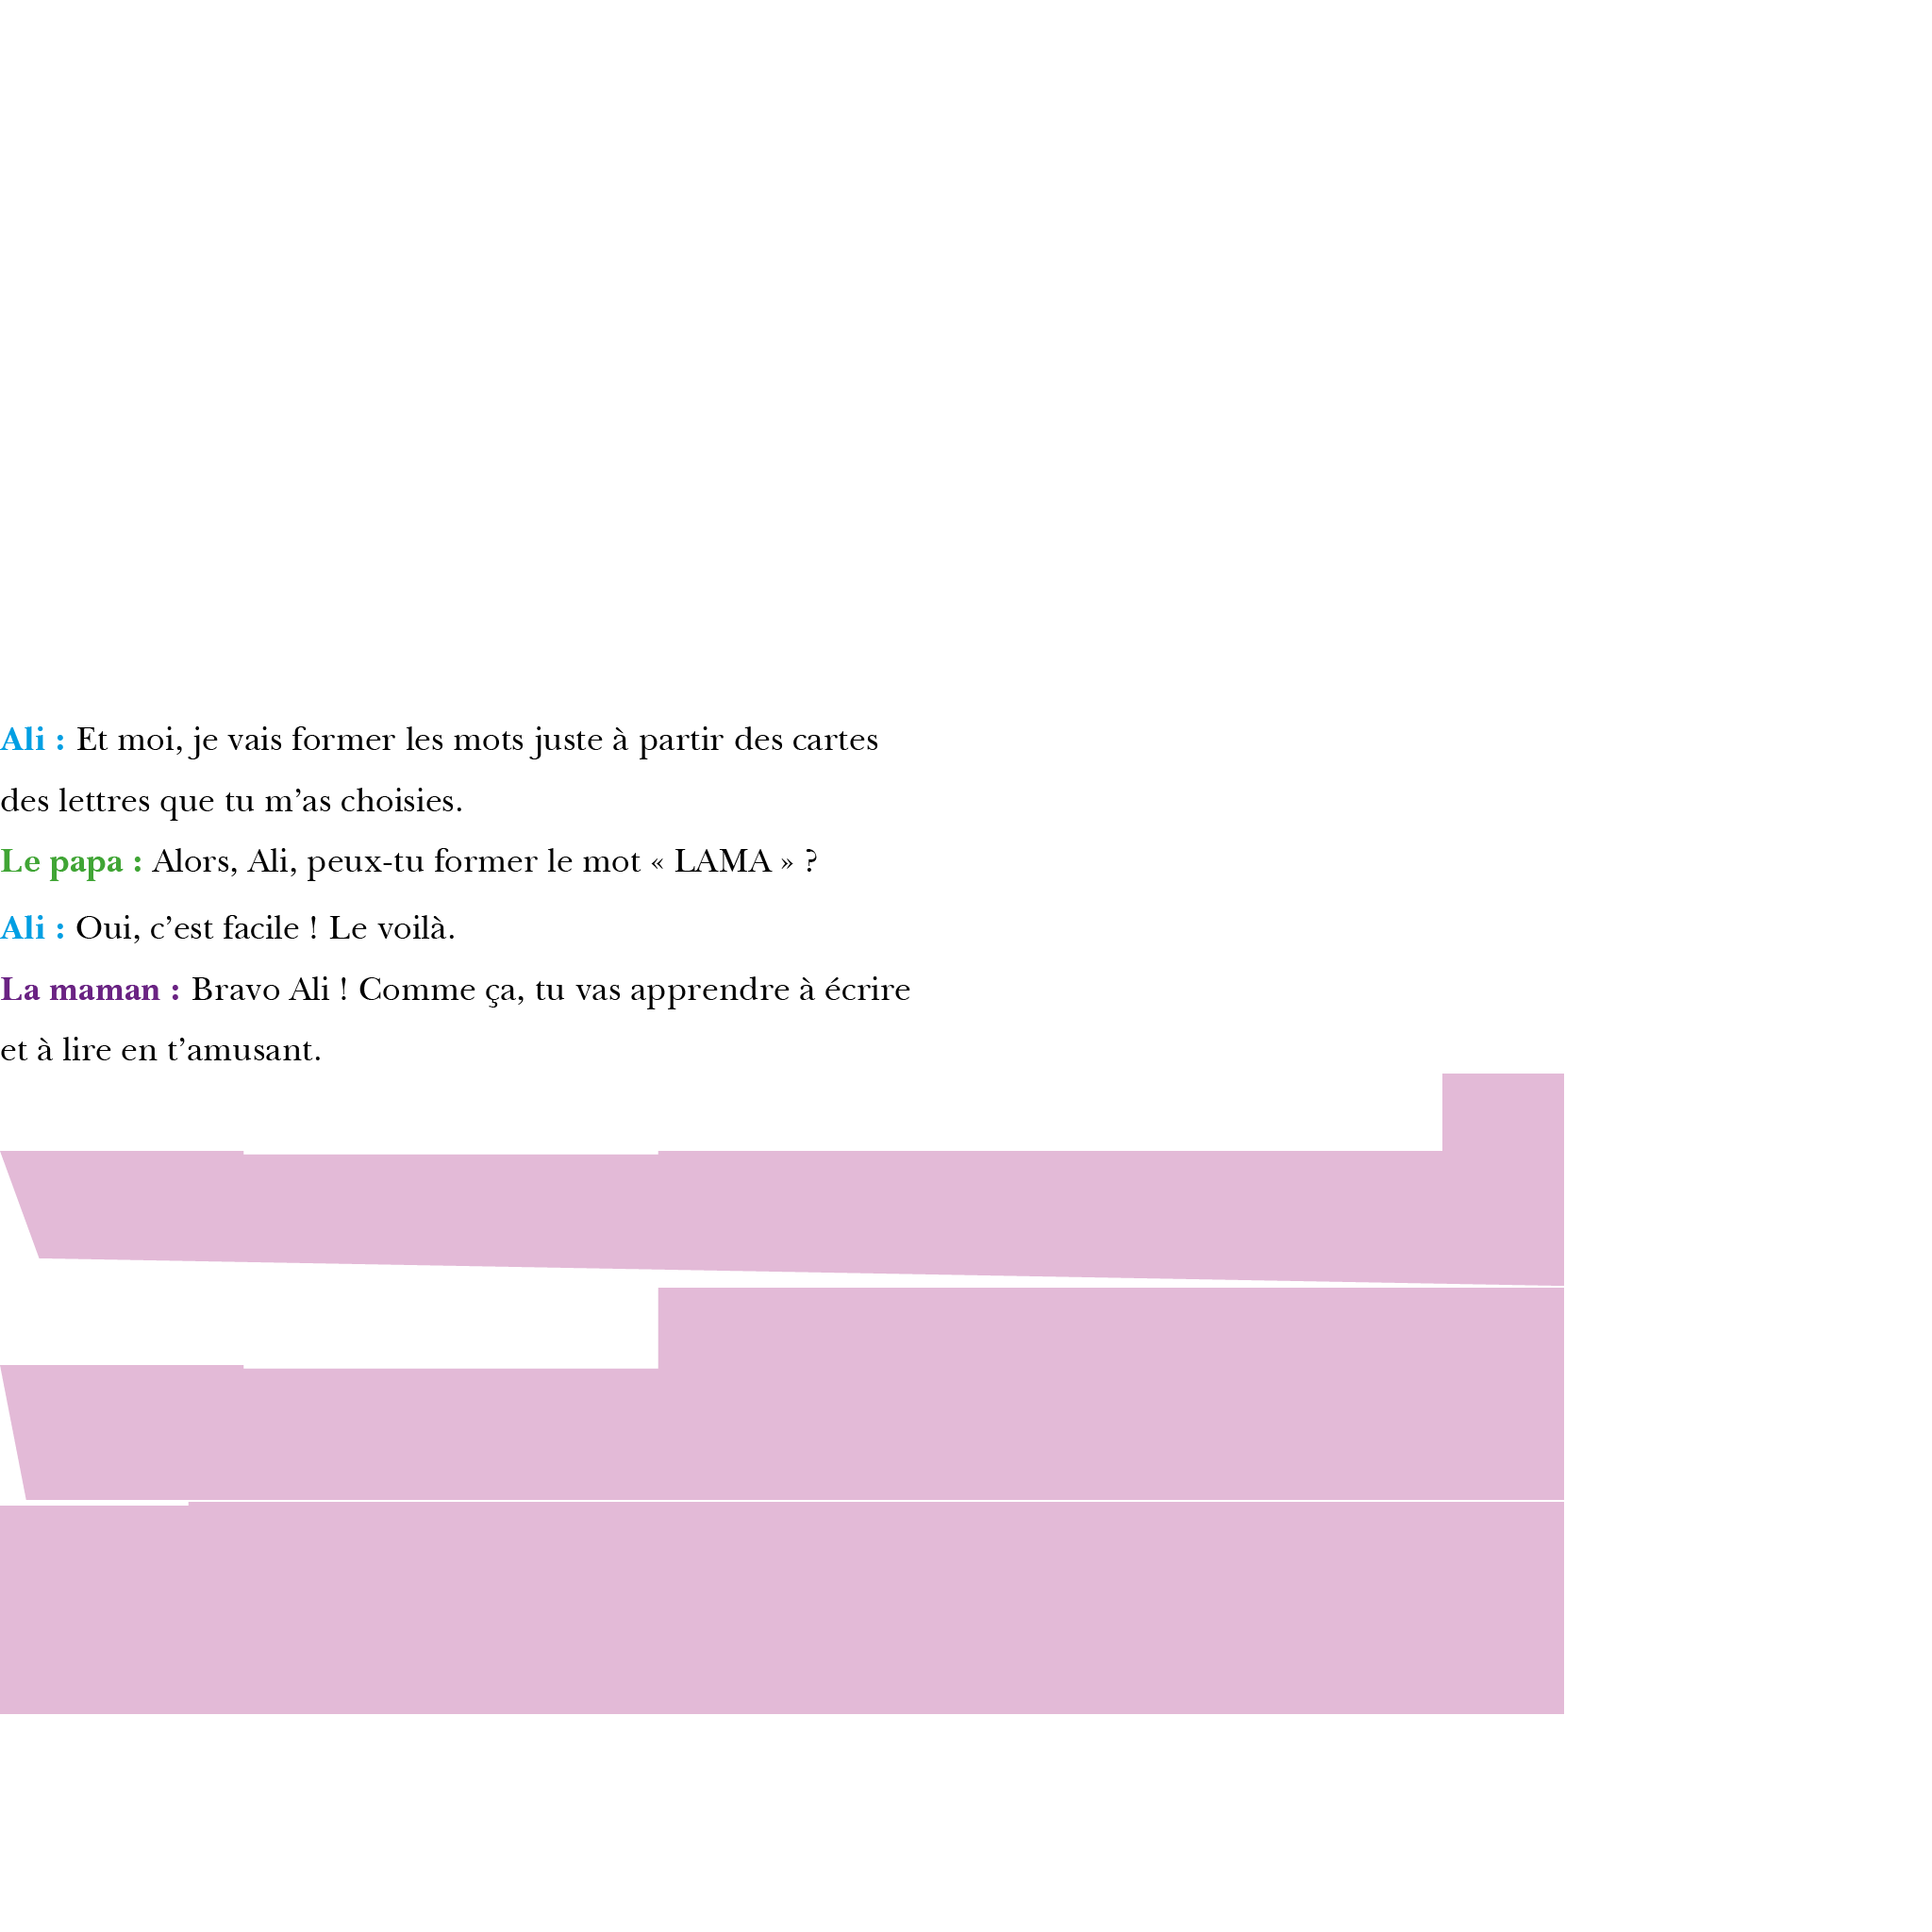 Ali : Et moi, je vais former les mots juste à partir des cartes
des lettres que tu m’as choisies.
Le papa : Alors, Ali, peux-tu former le mot « LAMA » ?
Ali : Oui, c’est facile ! Le voilà.
La maman : Bravo Ali ! Comme ça, tu vas apprendre à écrire
et à lire en t’amusant.